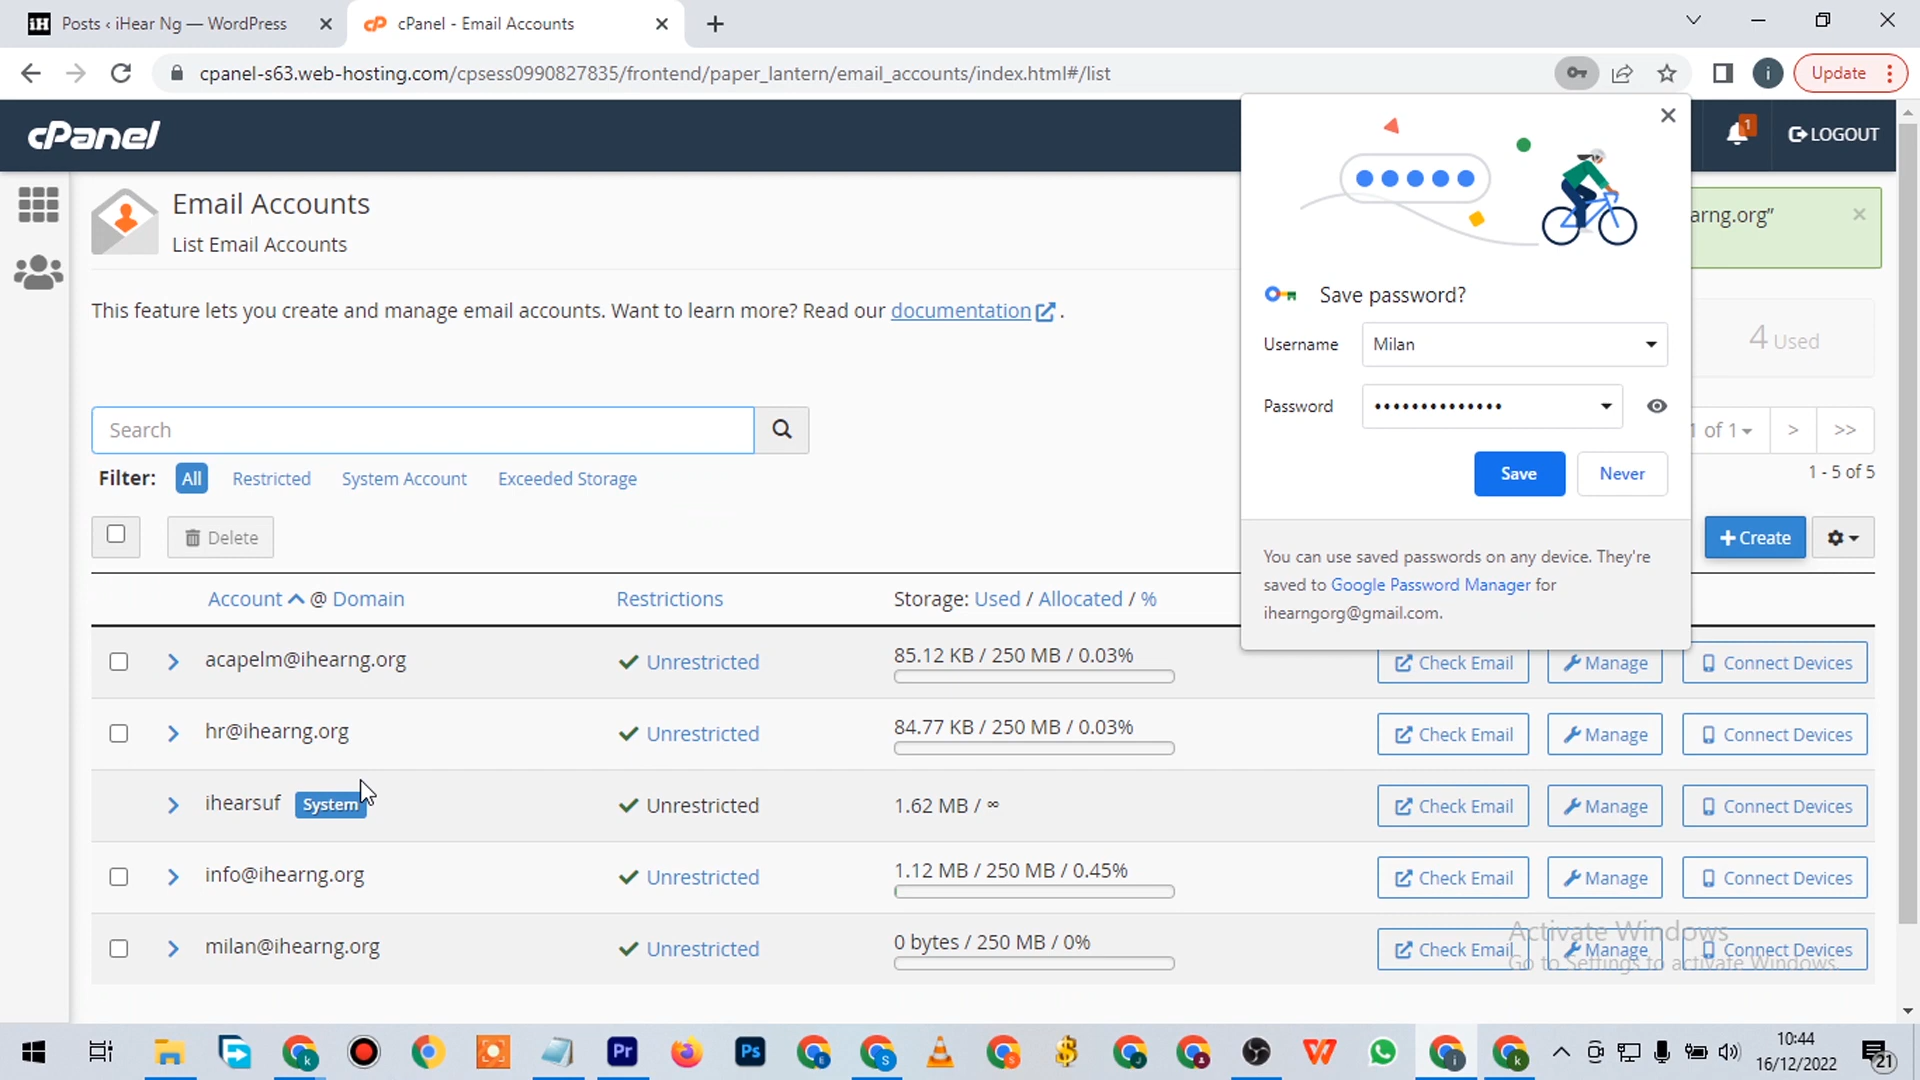 iH Posts ‹ iHear Ng — WordPress
cPanel - Email Accounts
cpanel-s63.web-hosting.com/cpsess0990827835/frontend/paper_lantern/email_accounts/index.html#/list
i
Update
cPanel
1
LOGOUT
Email Accounts
List Email Accounts
arng.org”
This feature lets you create and manage email accounts. Want to learn more? Read our documentation .
Save password?
Username Milan
Password ••••••••••••••
Save Never
You can use saved passwords on any device. They're
saved to Google Password Manager for
ihearngorg@gmail.com.
4 Used
Search
1 of 1 > >>
1 - 5 of 5
Filter: All Restricted System Account Exceeded Storage
Delete
+ Create
Account @ Domain Restrictions Storage: Used / Allocated / %
acapelm@ihearng.org Unrestricted 85.12 KB / 250 MB / 0.03% Check Email Manage Connect Devices
hr@ihearng.org Unrestricted 84.77 KB / 250 MB / 0.03% Check Email Manage Connect Devices
ihearsuf System Unrestricted 1.62 MB / ∞ Check Email Manage Connect Devices
info@ihearng.org Unrestricted 1.12 MB / 250 MB / 0.45% Check Email Manage Connect Devices
milan@ihearng.org Unrestricted 0 bytes / 250 MB / 0% Check Email Manage Connect Devices
Activate Windows
Go to Settings to activate Windows.
k Pr Ps E S S J i k
10:44
16/12/2022
21